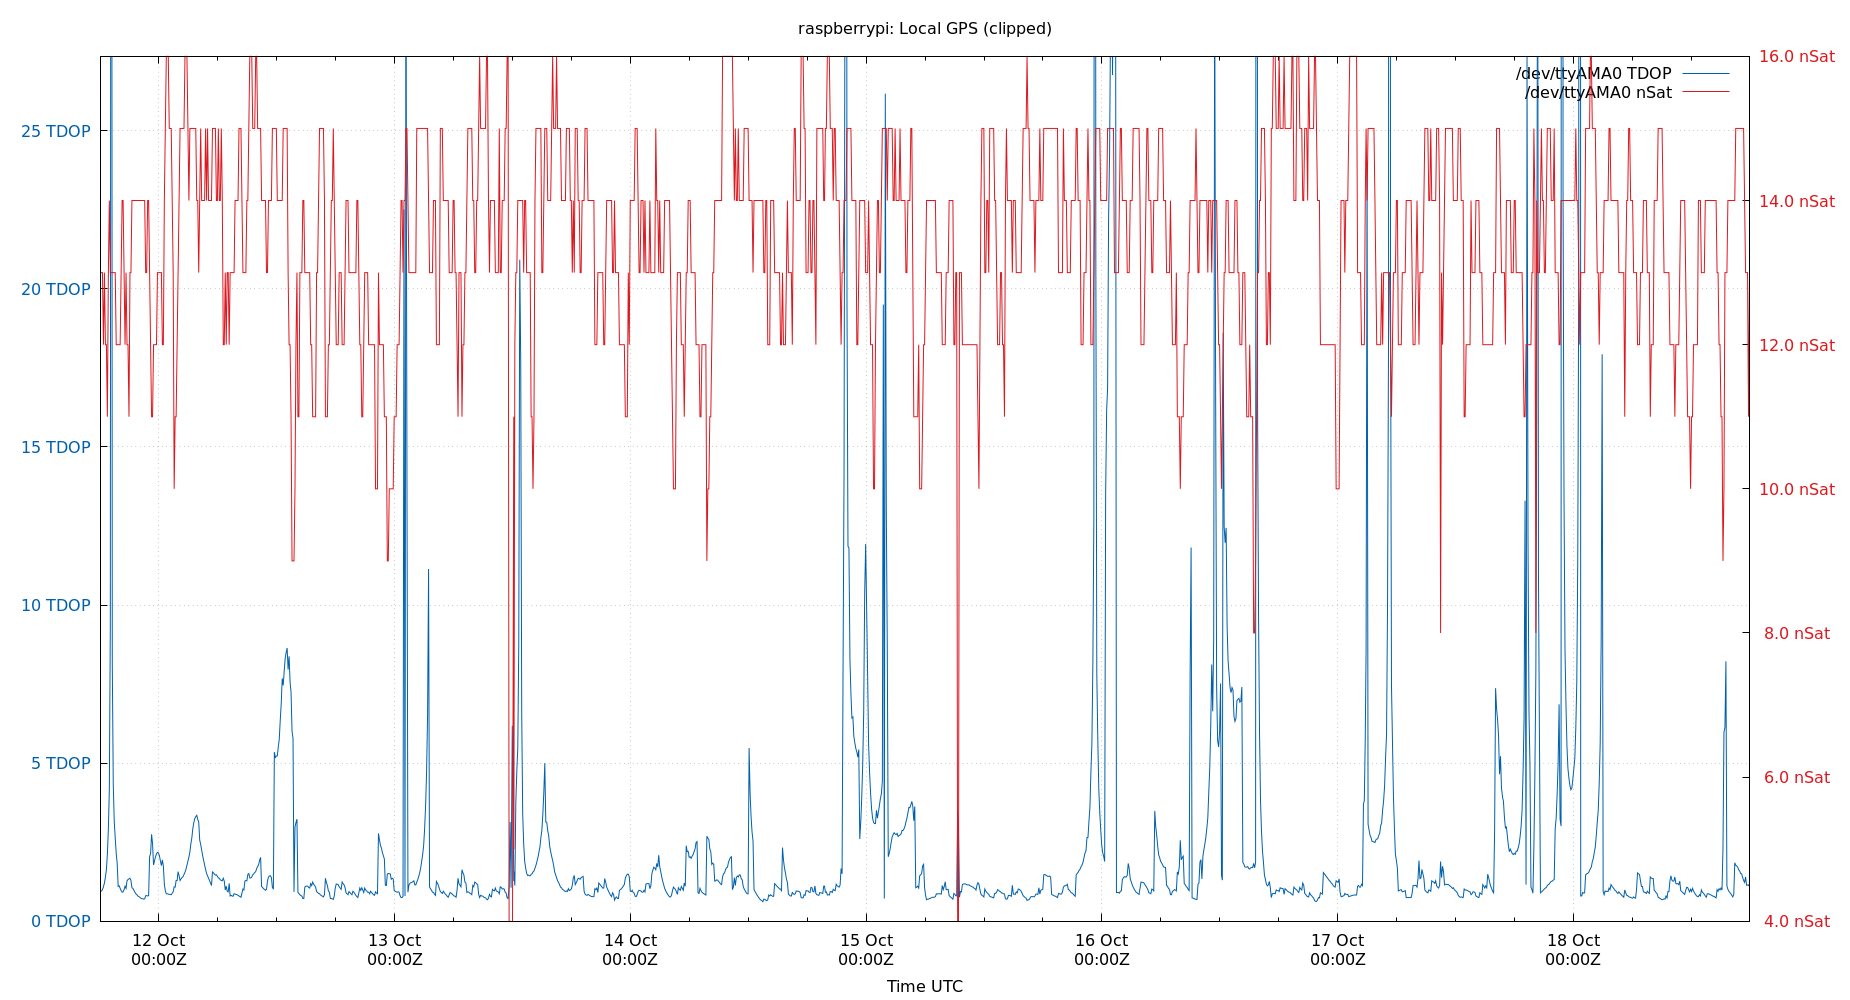 raspberrypi: Local GPS (clipped)
16.0 nSat
/dev/ttyAMA0 TDOP
/dev/ttyAMA0 nSat
25 TDOP
14.0 nSat
20 TDOP
12.0 nSat
15 TDOP
10.0 nSat
10 TDOP
8.0 nSat
5 TDOP
6.0 nSat
0 TDOP
4.0 nSat
12 Oct 13 Oct 14 Oct 15 Oct 16 Oct 17 Oct 18 Oct
00:00Z 00:00Z 00:00Z 00:00Z 00:00Z 00:00Z 00:00Z
Time UTC